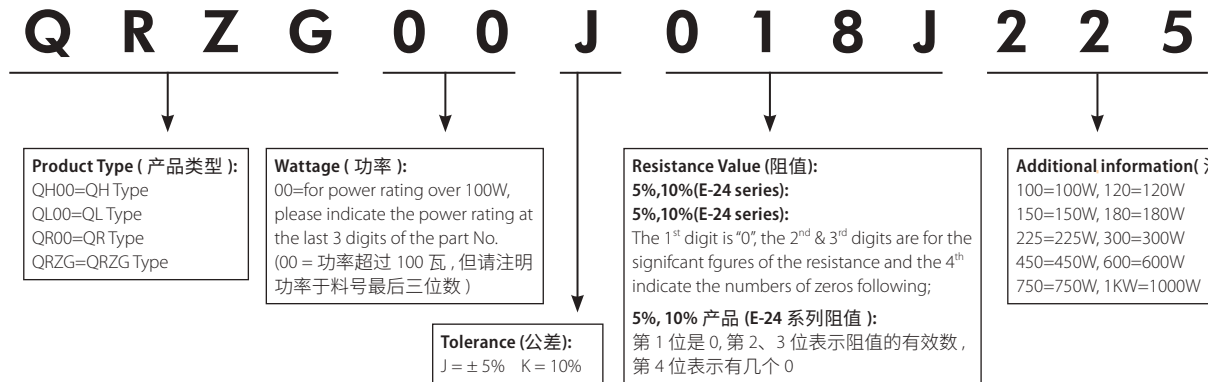 Q R Z G 0 0 J 0 1 8 J 2 2 5
Product Type ( 产品类型 ):
QH00=QH Type
QL00=QL Type
QR00=QR Type
QRZG=QRZG Type
Wattage ( 功率 ):
00=for power rating over 100W,
please indicate the power rating at
the last 3 digits of the part No.
(00 = 功率超过 100 瓦 , 但请注明
功率于料号最后三位数 )
Tolerance (公差):
J = ± 5% K = 10%
Resistance Value (阻值):
5%,10%(E-24 series):
5%,10%(E-24 series):
The 1st digit is "0", the 2nd & 3rd digits are for the
signifcant fgures of the resistance and the 4th
indicate the numbers of zeros following;
5%, 10% 产品 (E-24 系列阻值 ):
第 1 位是 0, 第 2、3 位表示阻值的有效数 ,
第 4 位表示有几个 0
Additional information(
100=100W, 120=120W
150=150W, 180=180W
225=225W, 300=300W
450=450W, 600=600W
750=750W, 1KW=1000W